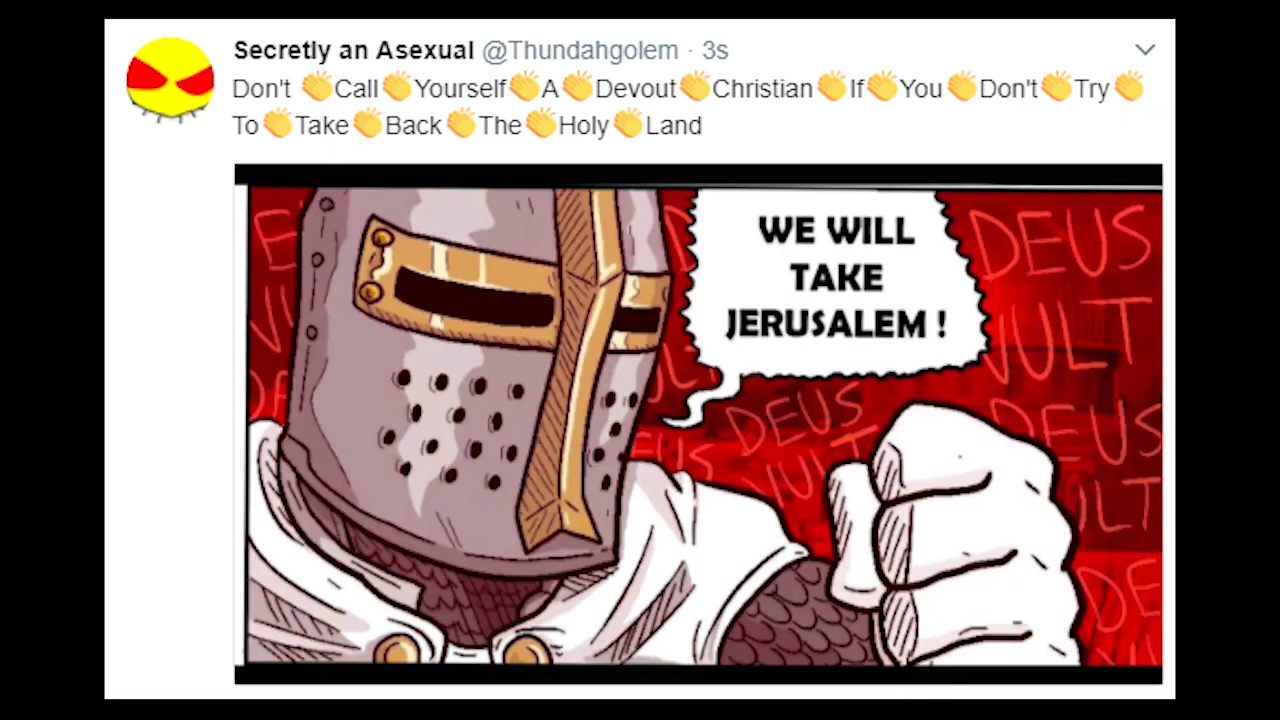 Secretly an Asexual @Thundahgolem · 3s
Don't 👏Call👏Yourself👏A👏Devout👏Christian👏If👏You👏Don't👏Try👏
To👏Take👏Back👏The👏Holy👏Land
WE WILL
TAKE
JERUSALEM !
DEUS
VULT
DEUS
VULT
DEUS